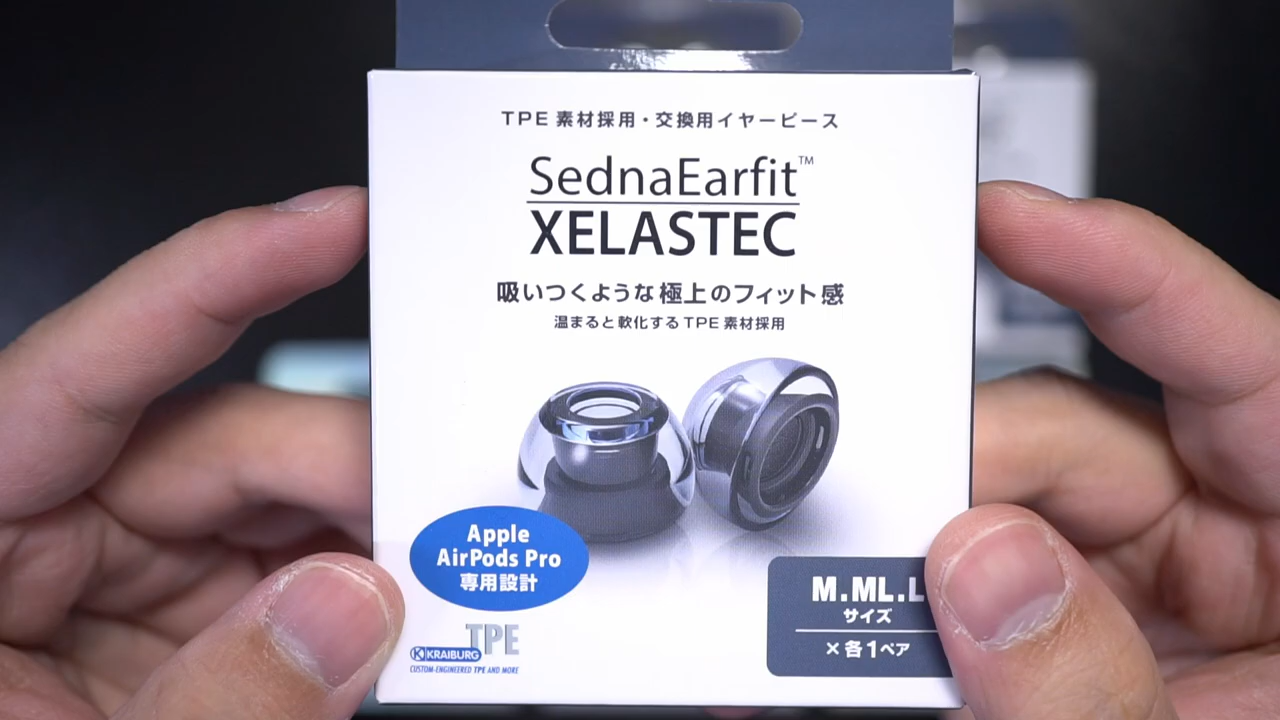 TPE 素材採用・交換用イヤーピース
SednaEarfit™
XELASTEC
吸いつくような極上のフィット感
温まると軟化するTPE素材採用
Apple
AirPods Pro
専用設計
M.ML.L
サイズ
×各1ペア
TPE
KRAIBURG
CUSTOM-ENGINEERED TPE AND MORE